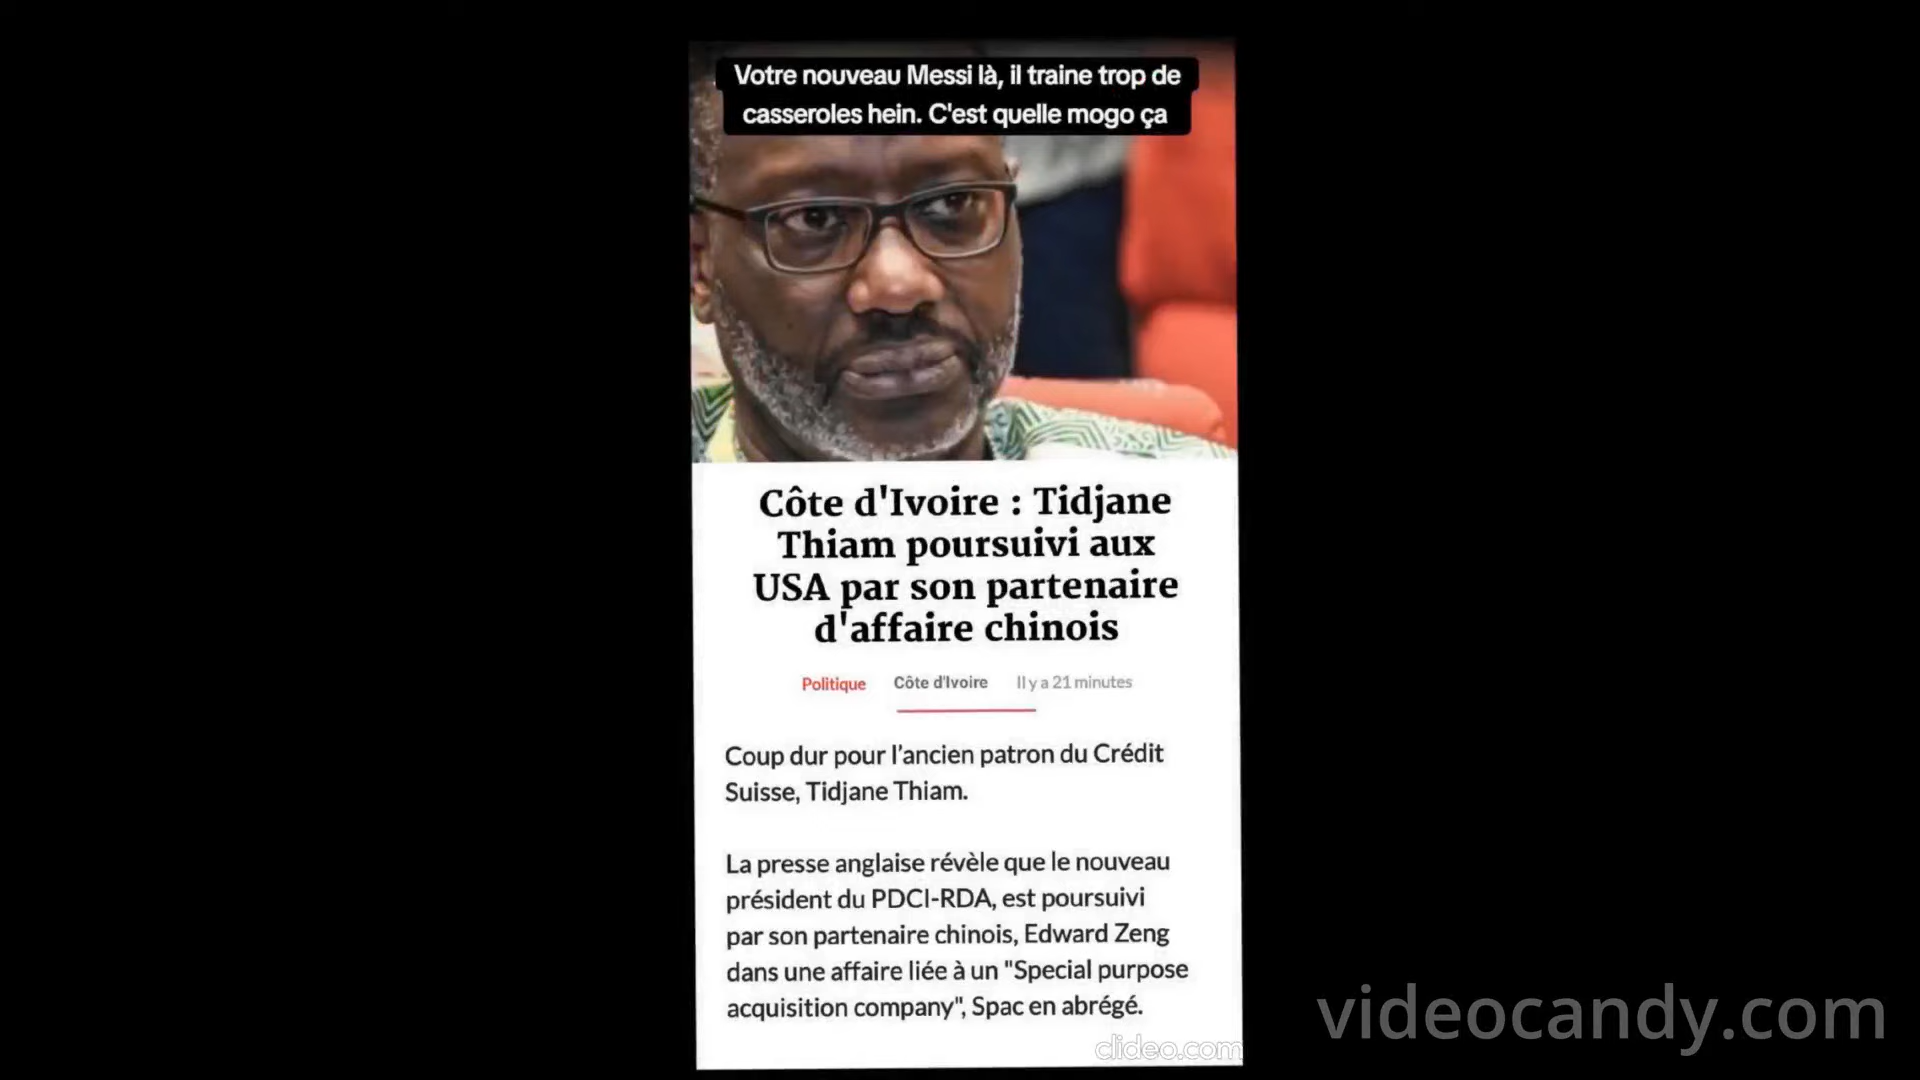 Votre nouveau Messi là, il traine trop de
casseroles hein. C'est quelle mogo ça
Côte d'Ivoire : Tidjane
Thiam poursuivi aux
USA par son partenaire
d'affaire chinois
Politique Côte d'Ivoire Il y a 21 minutes
Coup dur pour l'ancien patron du Crédit
Suisse, Tidjane Thiam.
La presse anglaise révèle que le nouveau
président du PDCI-RDA, est poursuivi
par son partenaire chinois, Edward Zeng
dans une affaire liée à un "Special purpose
acquisition company", Spac en abrégé.
clideo.com
videocandy.com